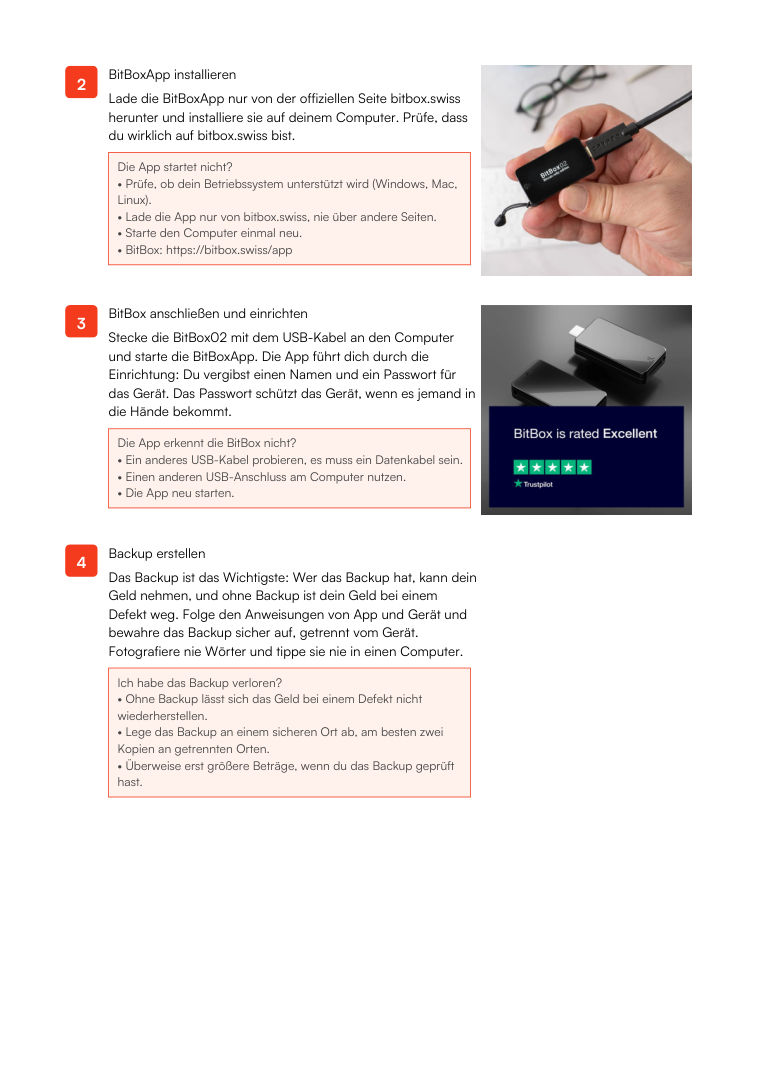 2
BitBoxApp installieren
Lade die BitBoxApp nur von der offiziellen Seite bitbox.swiss
herunter und installiere sie auf deinem Computer. Prüfe, dass
du wirklich auf bitbox.swiss bist.
Die App startet nicht?
• Prüfe, ob dein Betriebssystem unterstützt wird (Windows, Mac,
Linux).
• Lade die App nur von bitbox.swiss, nie über andere Seiten.
• Starte den Computer einmal neu.
• BitBox: https://bitbox.swiss/app
BitBox02
3
BitBox anschließen und einrichten
Stecke die BitBox02 mit dem USB-Kabel an den Computer
und starte die BitBoxApp. Die App führt dich durch die
Einrichtung: Du vergibst einen Namen und ein Passwort für
das Gerät. Das Passwort schützt das Gerät, wenn es jemand in
die Hände bekommt.
Die App erkennt die BitBox nicht?
• Ein anderes USB-Kabel probieren, es muss ein Datenkabel sein.
• Einen anderen USB-Anschluss am Computer nutzen.
• Die App neu starten.
BitBox is rated Excellent
Trustpilot
4
Backup erstellen
Das Backup ist das Wichtigste: Wer das Backup hat, kann dein
Geld nehmen, und ohne Backup ist dein Geld bei einem
Defekt weg. Folge den Anweisungen von App und Gerät und
bewahre das Backup sicher auf, getrennt vom Gerät.
Fotografiere nie Wörter und tippe sie nie in einen Computer.
Ich habe das Backup verloren?
• Ohne Backup lässt sich das Geld bei einem Defekt nicht
wiederherstellen.
• Lege das Backup an einem sicheren Ort ab, am besten zwei
Kopien an getrennten Orten.
• Überweise erst größere Beträge, wenn du das Backup geprüft
hast.